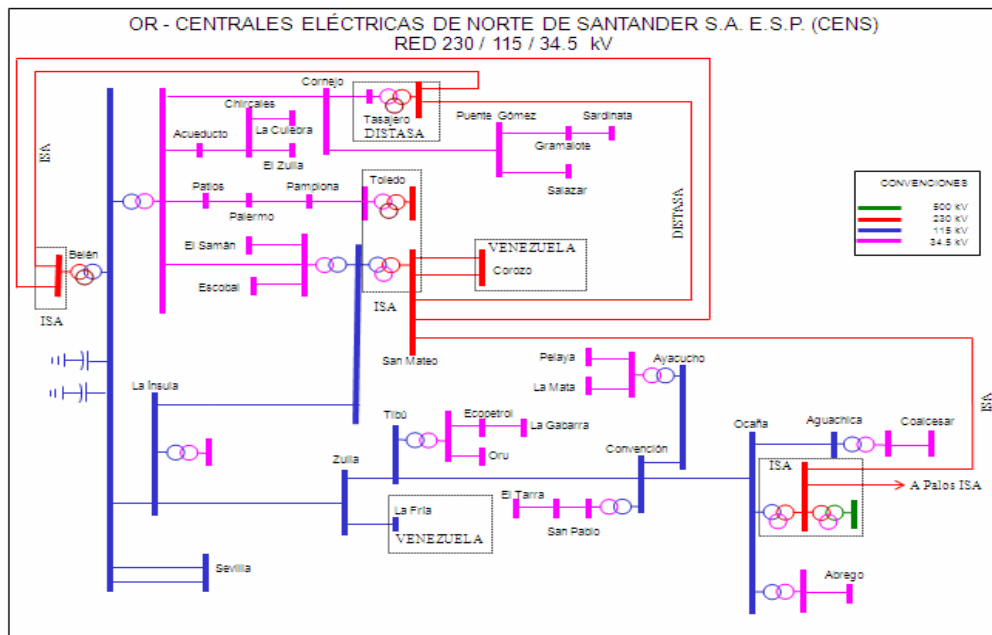 OR - CENTRALES ELÉCTRICAS DE NORTE DE SANTANDER S.A. E.S.P. (CENS)
RED 230 / 115 / 34.5 kV
Cornejo
Chircales
Tasajero
DISTASA
Puente Gómez
Sardinata
La Culebra
Acueducto
Gramalote
El Zulia
Salazar
ISA
Patios
Palermo
Pamplona
Toledo
CONVENCIONES
500 kV
230 kV
115 kV
34.5 kV
DISTASA
El Samán
VENEZUELA
Corozo
Belén
Escobal
ISA
ISA
San Mateo
Pelaya
Ayacucho
La Mata
La Ínsula
ISA
Tibú
Ecopetrol
La Gabarra
Ocaña
Aguachica
Coalcesar
Oru
Convención
Zulia
ISA
A Palos ISA
El Tarra
La Fría
San Pablo
VENEZUELA
Sevilla
Abrego